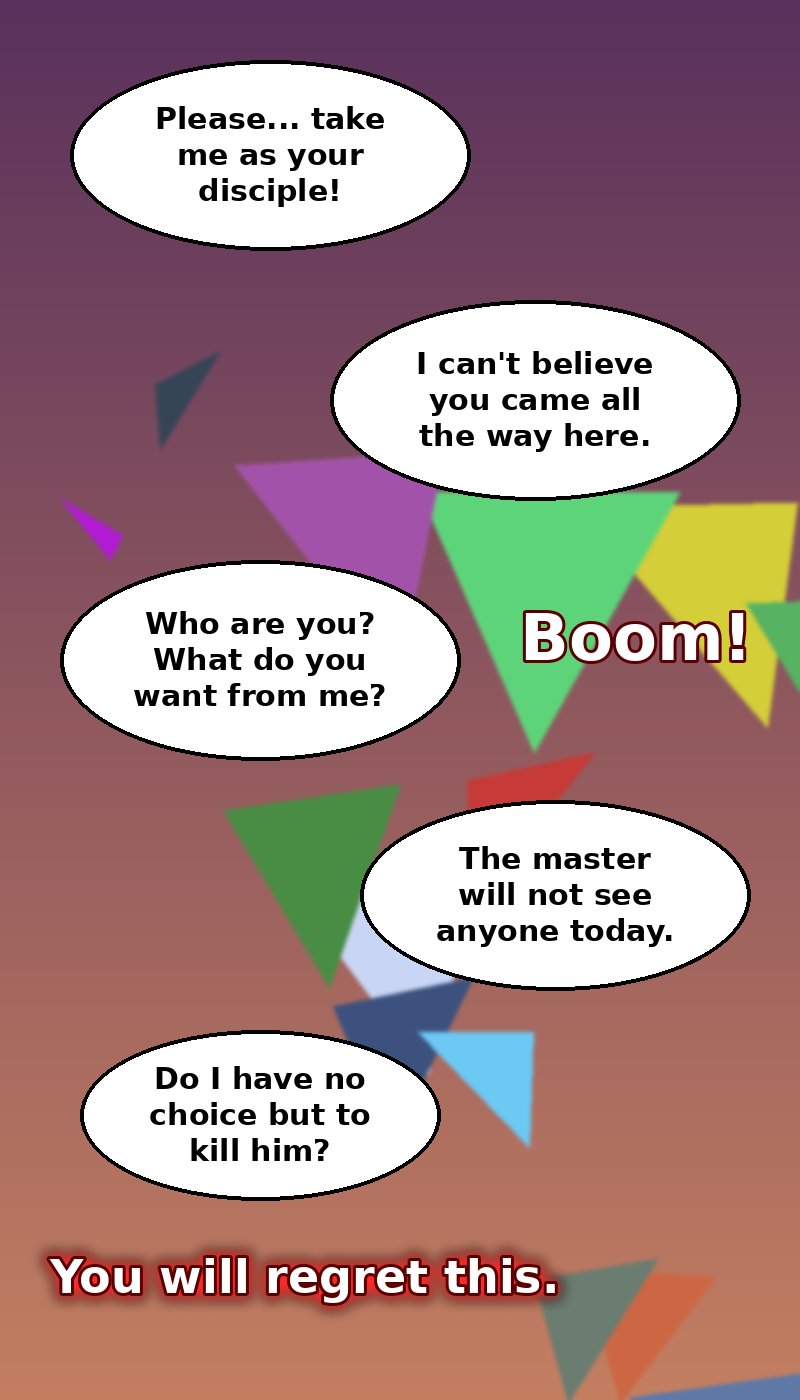 Please... take
me as your
disciple!
I can't believe
you came all
the way here.
Who are you?
What do you
want from me?
Boom!
The master
will not see
anyone today.
Do I have no
choice but to
kill him?
You will regret this.